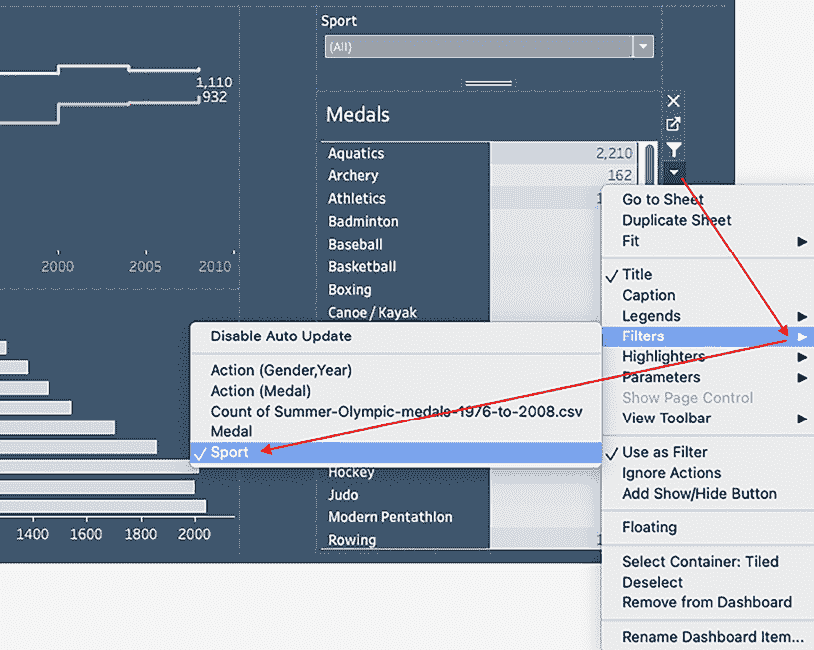 Sport
(All)
1,110
932
Medals
Aquatics 2,210
Archery 162
Athletics 1
Badminton
Baseball
Basketball
Boxing
Canoe / Kayak
2000 2005 2010
Go to Sheet
Duplicate Sheet
Fit
Title
Caption
Legends
Filters
Highlighters
Parameters
Show Page Control
View Toolbar
Use as Filter
Ignore Actions
Add Show/Hide Button
Floating
Select Container: Tiled
Deselect
Remove from Dashboard
Rename Dashboard Item...
Disable Auto Update
Action (Gender,Year)
Action (Medal)
Count of Summer-Olympic-medals-1976-to-2008.csv
Medal
Sport
Hockey
Judo
Modern Pentathlon
Rowing 1
1400 1600 1800 2000